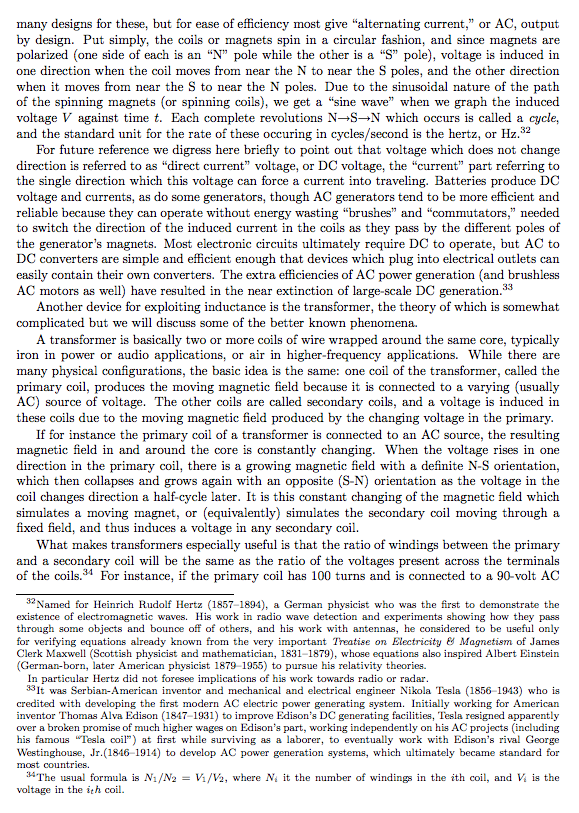 many designs for these, but for ease of efficiency most give “alternating current,” or AC, output
by design. Put simply, the coils or magnets spin in a circular fashion, and since magnets are
polarized (one side of each is an “N” pole while the other is a “S” pole), voltage is induced in
one direction when the coil moves from near the N to near the S poles, and the other direction
when it moves from near the S to near the N poles. Due to the sinusoidal nature of the path
of the spinning magnets (or spinning coils), we get a “sine wave” when we graph the induced
voltage V against time t. Each complete revolutions N→S→N which occurs is called a cycle,
and the standard unit for the rate of these occuring in cycles/second is the hertz, or Hz.³²
For future reference we digress here briefly to point out that voltage which does not change
direction is referred to as “direct current” voltage, or DC voltage, the “current” part referring to
the single direction which this voltage can force a current into traveling. Batteries produce DC
voltage and currents, as do some generators, though AC generators tend to be more efficient and
reliable because they can operate without energy wasting “brushes” and “commutators,” needed
to switch the direction of the induced current in the coils as they pass by the different poles of
the generator’s magnets. Most electronic circuits ultimately require DC to operate, but AC to
DC converters are simple and efficient enough that devices which plug into electrical outlets can
easily contain their own converters. The extra efficiencies of AC power generation (and brushless
AC motors as well) have resulted in the near extinction of large-scale DC generation.³³
Another device for exploiting inductance is the transformer, the theory of which is somewhat
complicated but we will discuss some of the better known phenomena.
A transformer is basically two or more coils of wire wrapped around the same core, typically
iron in power or audio applications, or air in higher-frequency applications. While there are
many physical configurations, the basic idea is the same: one coil of the transformer, called the
primary coil, produces the moving magnetic field because it is connected to a varying (usually
AC) source of voltage. The other coils are called secondary coils, and a voltage is induced in
these coils due to the moving magnetic field produced by the changing voltage in the primary.
If for instance the primary coil of a transformer is connected to an AC source, the resulting
magnetic field in and around the core is constantly changing. When the voltage rises in one
direction in the primary coil, there is a growing magnetic field with a definite N-S orientation,
which then collapses and grows again with an opposite (S-N) orientation as the voltage in the
coil changes direction a half-cycle later. It is this constant changing of the magnetic field which
simulates a moving magnet, or (equivalently) simulates the secondary coil moving through a
fixed field, and thus induces a voltage in any secondary coil.
What makes transformers especially useful is that the ratio of windings between the primary
and a secondary coil will be the same as the ratio of the voltages present across the terminals
of the coils.³⁴ For instance, if the primary coil has 100 turns and is connected to a 90-volt AC
³²Named for Heinrich Rudolf Hertz (1857–1894), a German physicist who was the first to demonstrate the
existence of electromagnetic waves. His work in radio wave detection and experiments showing how they pass
through some objects and bounce off of others, and his work with antennas, he considered to be useful only
for verifying equations already known from the very important Treatise on Electricity & Magnetism of James
Clerk Maxwell (Scottish physicist and mathematician, 1831–1879), whose equations also inspired Albert Einstein
(German-born, later American physicist 1879–1955) to pursue his relativity theories.
In particular Hertz did not foresee implications of his work towards radio or radar.
³³It was Serbian-American inventor and mechanical and electrical engineer Nikola Tesla (1856–1943) who is
credited with developing the first modern AC electric power generating system. Initially working for American
inventor Thomas Alva Edison (1847–1931) to improve Edison’s DC generating facilities, Tesla resigned apparently
over a broken promise of much higher wages on Edison’s part, working independently on his AC projects (including
his famous “Tesla coil”) at first while surviving as a laborer, to eventually work with Edison’s rival George
Westinghouse, Jr.(1846–1914) to develop AC power generation systems, which ultimately became standard for
most countries.
³⁴The usual formula is N₁/N₂ = V₁/V₂, where Nᵢ it the number of windings in the ith coil, and Vᵢ is the
voltage in the iₜh coil.